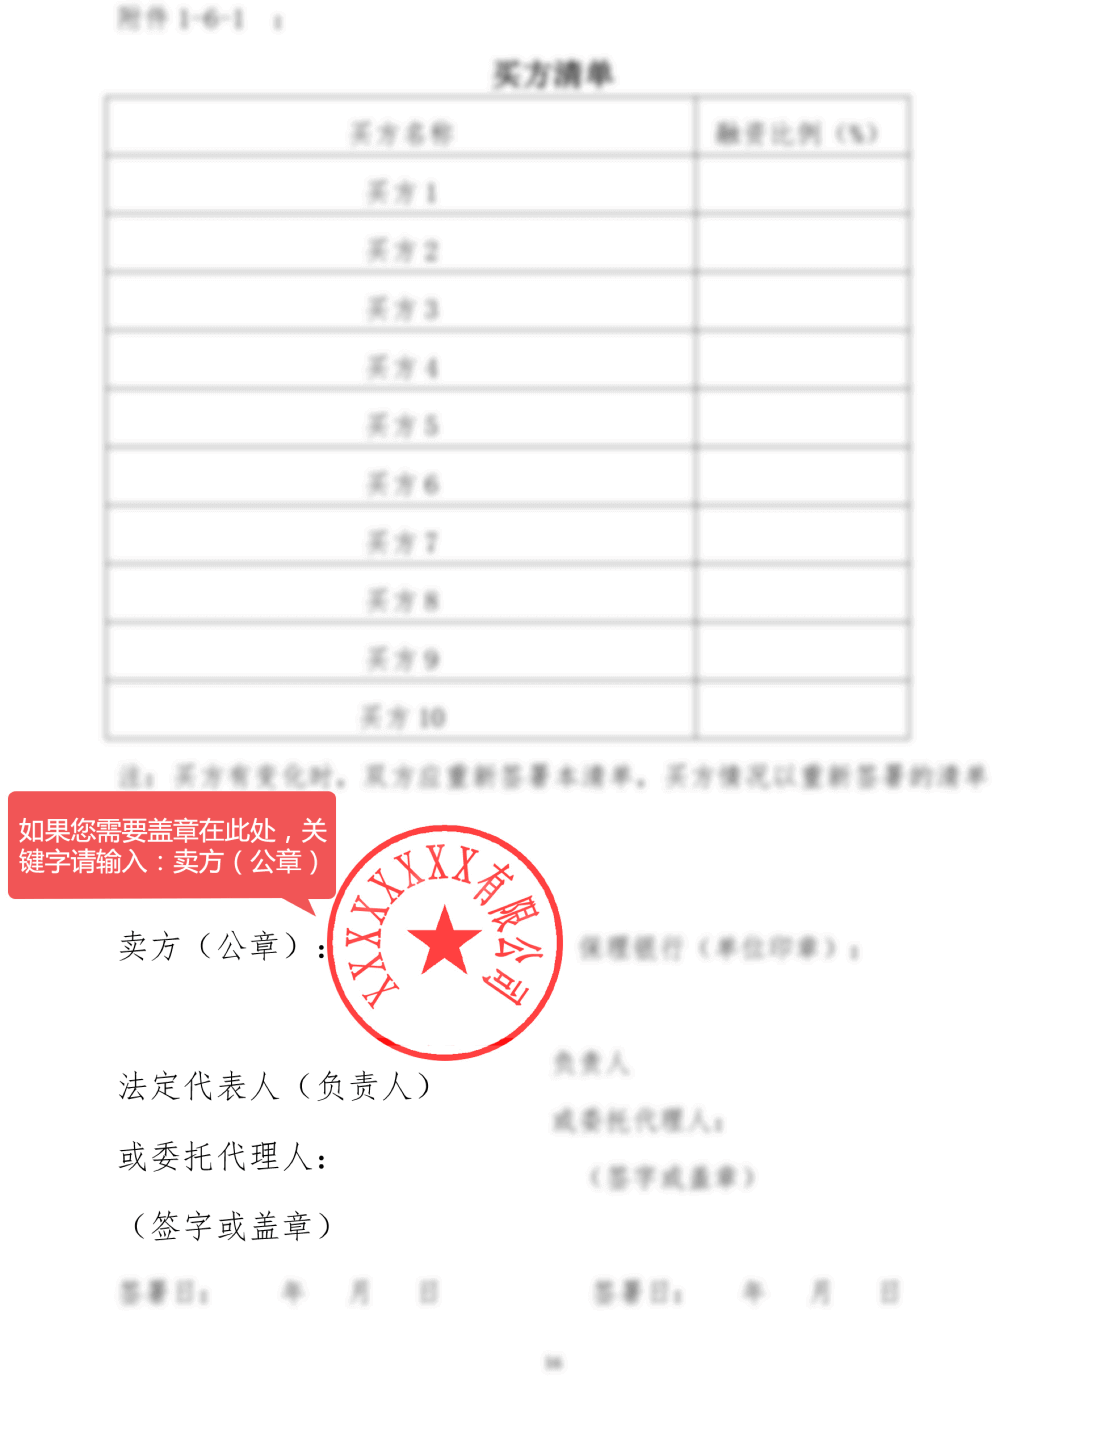 附件 1-6-1 ：
买方清单
买方名称 融资比例（%）
买方 1
买方 2
买方 3
买方 4
买方 5
买方 6
买方 7
买方 8
买方 9
买方 10
注：买方有变化时，双方应重新签署本清单，买方情况以重新签署的清单
如果您需要盖章在此处，关
键字请输入：卖方（公章）
XXXXXXXX有限公司
卖方（公章）： 保理银行（单位印章）：
法定代表人（负责人） 负责人
或委托代理人： 或委托代理人：
（签字或盖章） （签字或盖章）
签署日： 年 月 日 签署日： 年 月 日
16